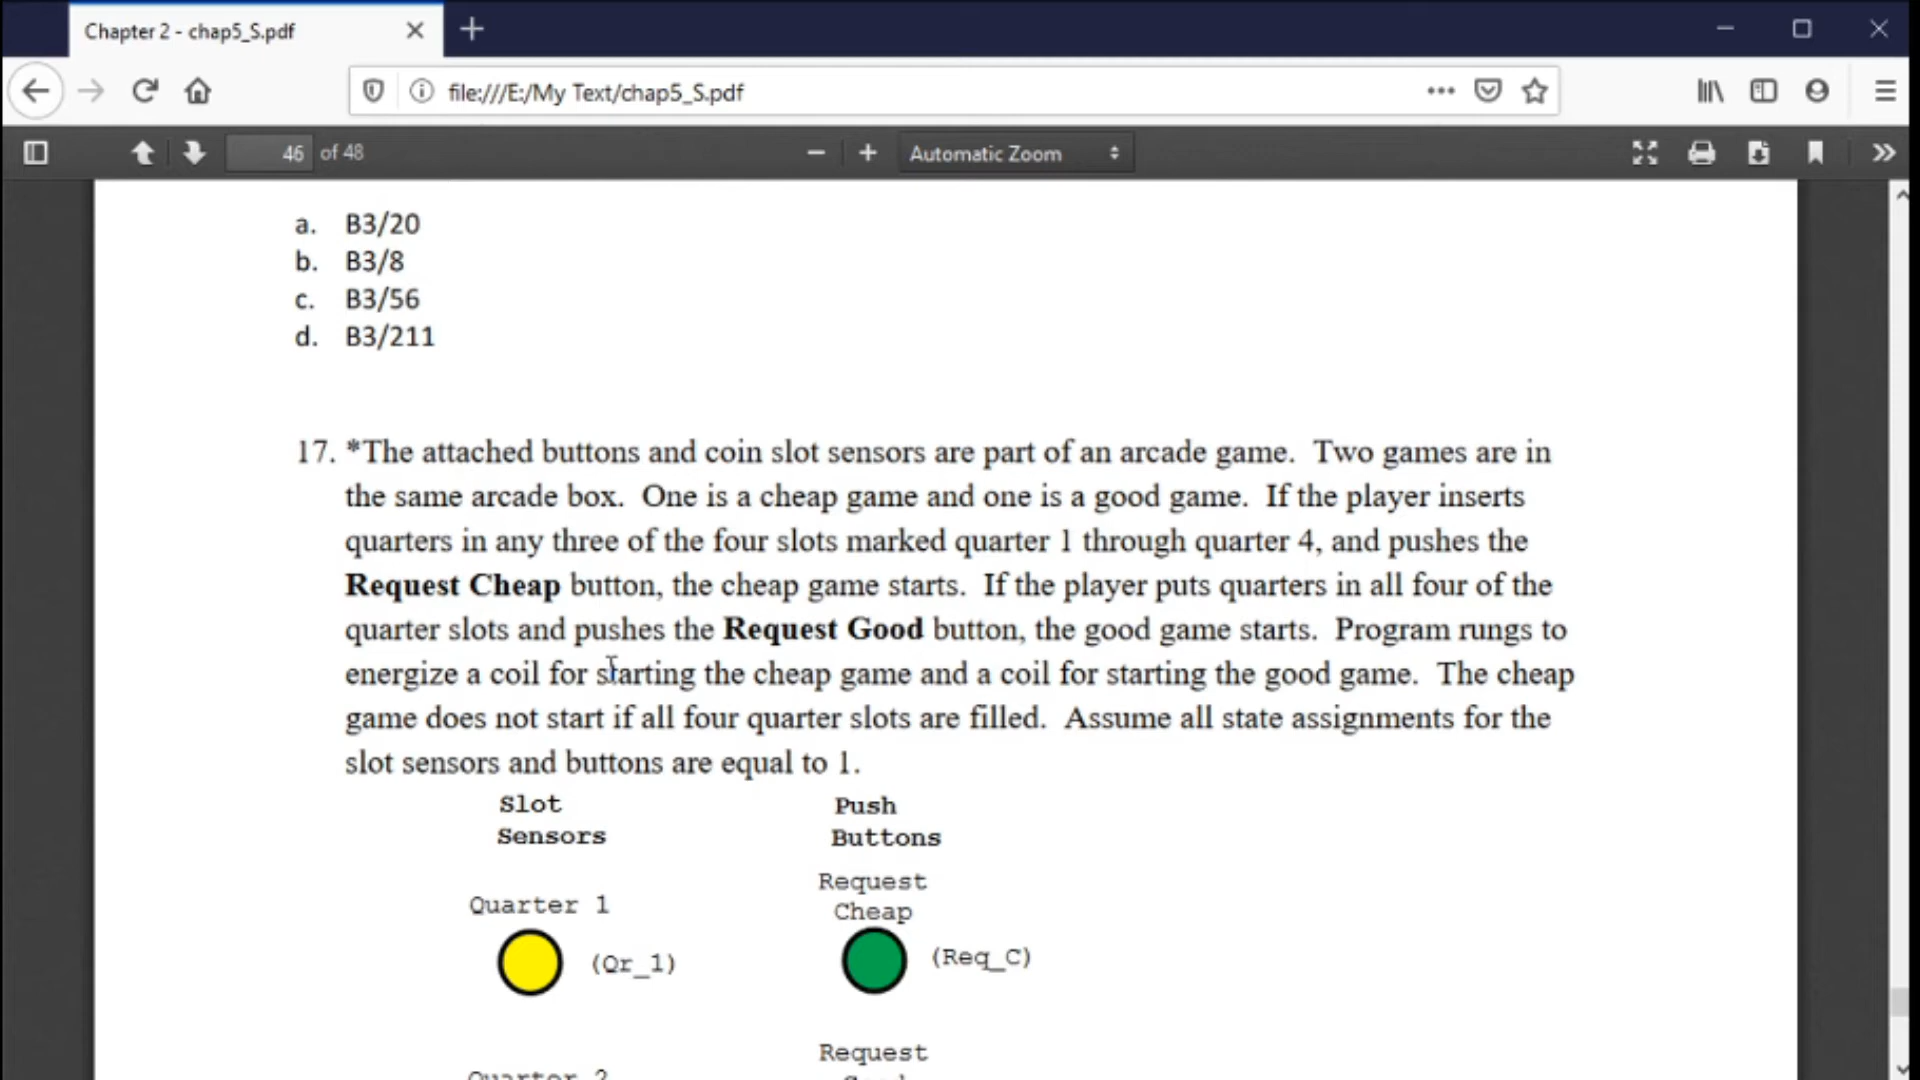 Chapter 2 - chap5_S.pdf
file:///E:/My Text/chap5_S.pdf
46 of 48
Automatic Zoom
a. B3/20
b. B3/8
c. B3/56
d. B3/211
17. *The attached buttons and coin slot sensors are part of an arcade game. Two games are in
the same arcade box. One is a cheap game and one is a good game. If the player inserts
quarters in any three of the four slots marked quarter 1 through quarter 4, and pushes the
Request Cheap button, the cheap game starts. If the player puts quarters in all four of the
quarter slots and pushes the Request Good button, the good game starts. Program rungs to
energize a coil for starting the cheap game and a coil for starting the good game. The cheap
game does not start if all four quarter slots are filled. Assume all state assignments for the
slot sensors and buttons are equal to 1.
Slot
Sensors
Push
Buttons
Quarter 1
(Qr_1)
Request
Cheap
(Req_C)
Quarter 2
Request